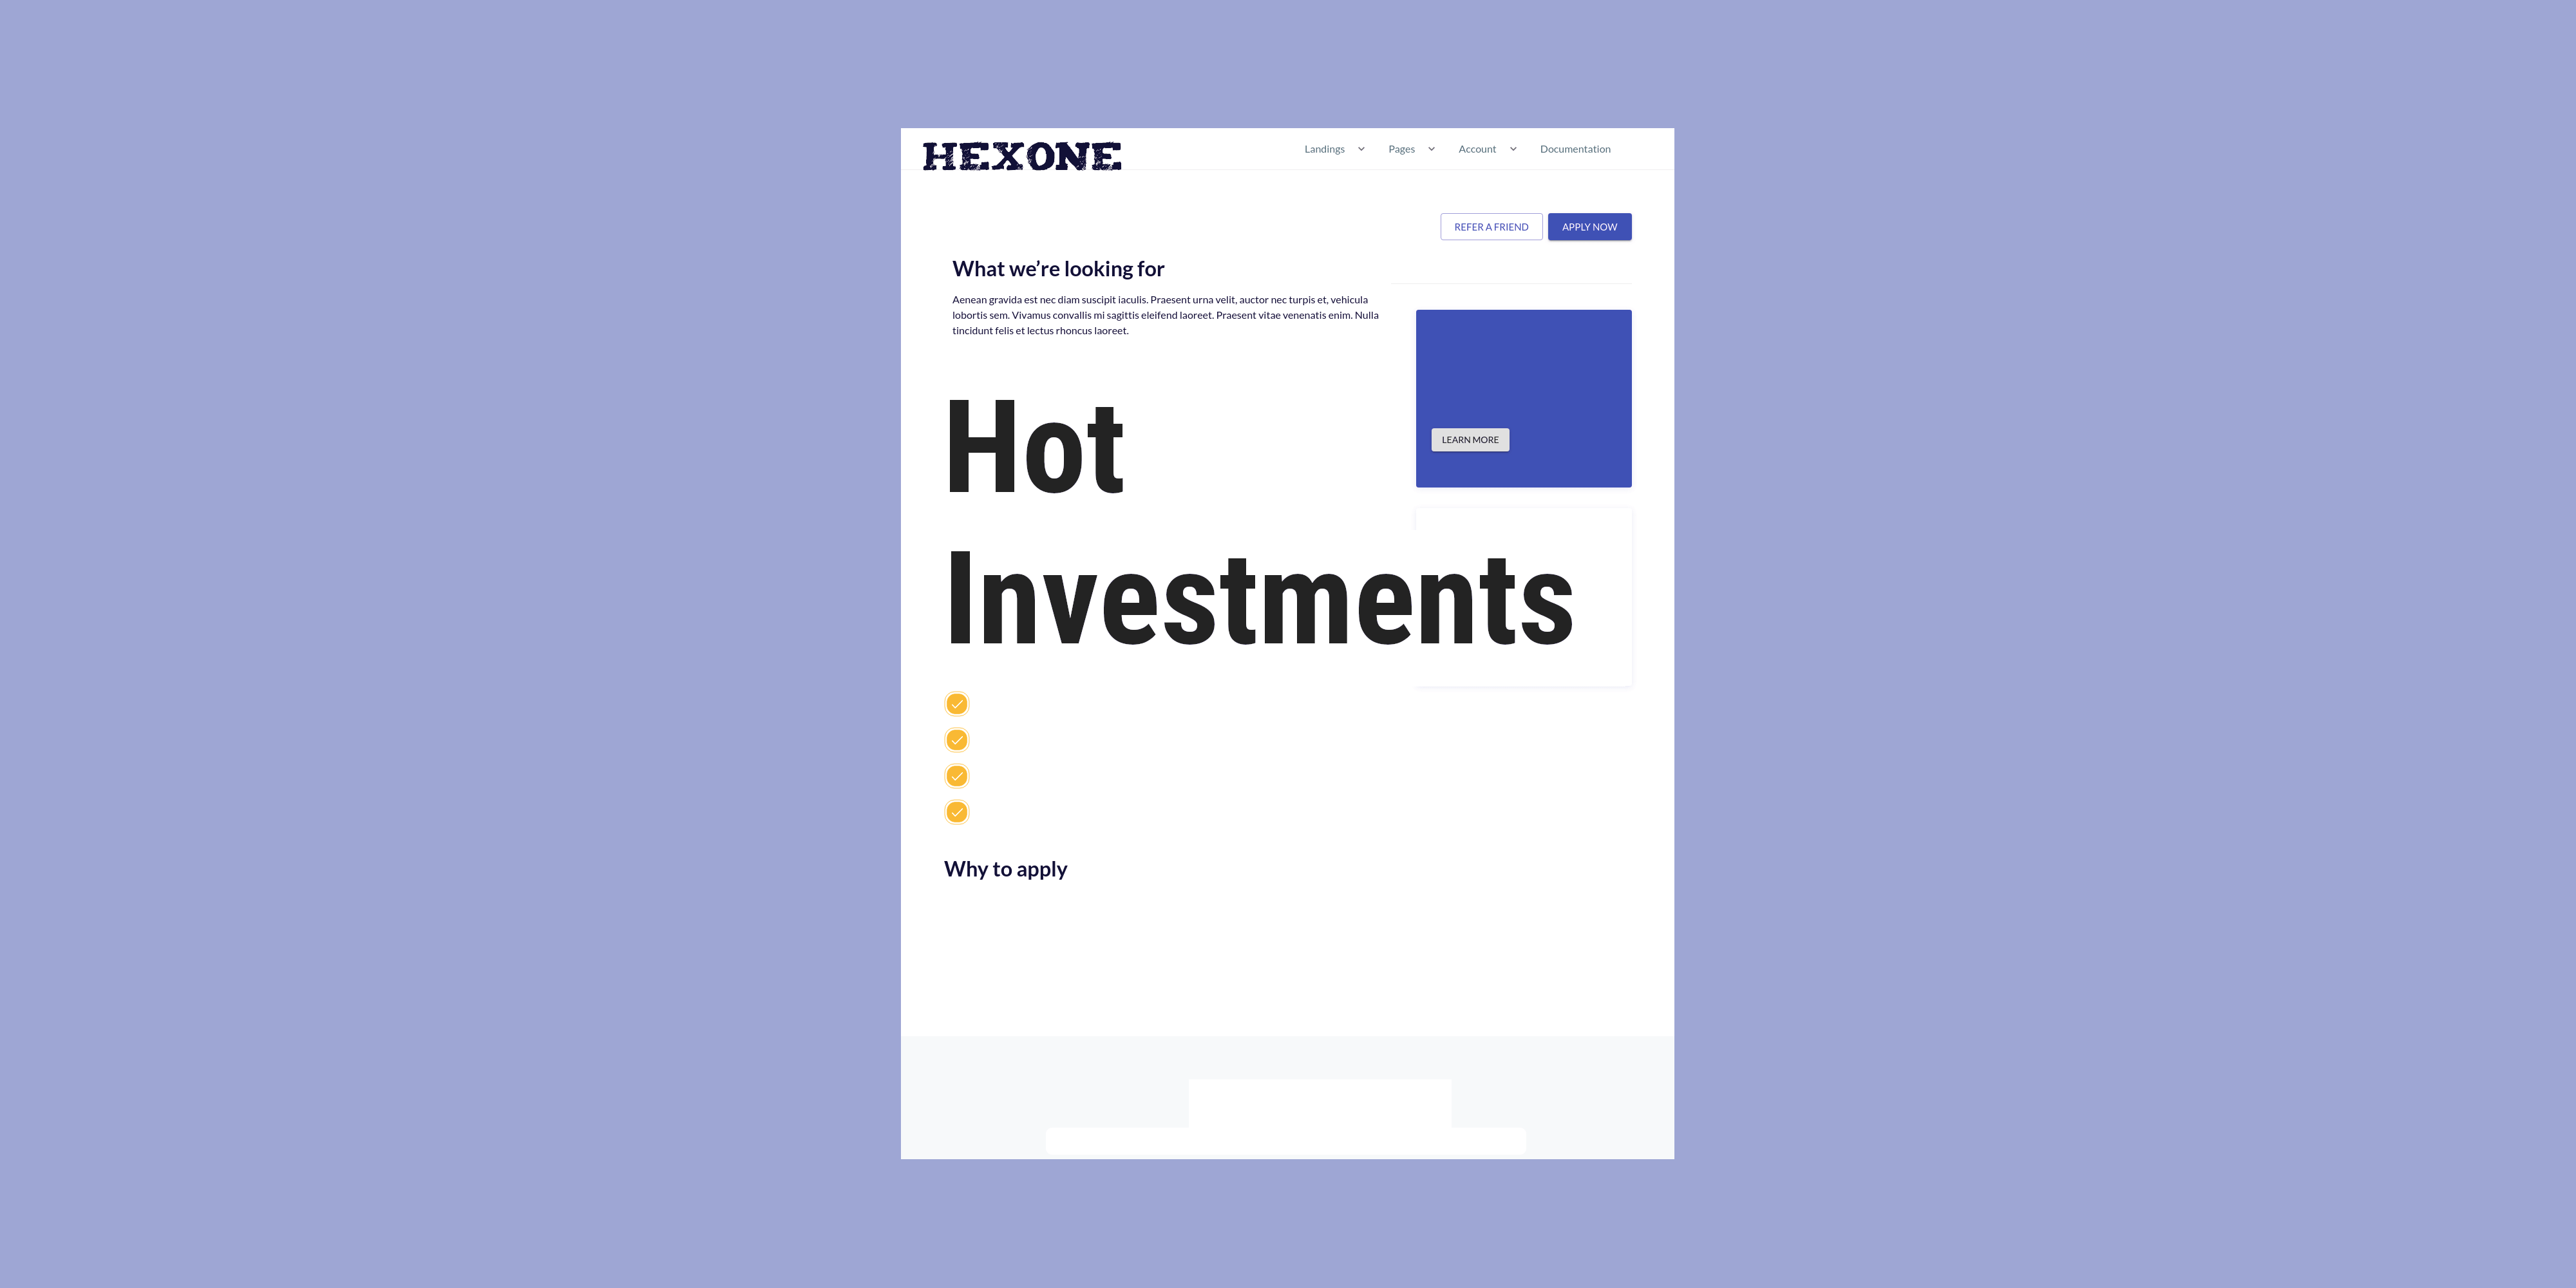 HEXONE
Landings Pages Account Documentation
REFER A FRIEND APPLY NOW
What we’re looking for
Aenean gravida est nec diam suscipit iaculis. Praesent urna velit, auctor nec turpis et, vehicula
lobortis sem. Vivamus convallis mi sagittis eleifend laoreet. Praesent vitae venenatis enim. Nulla
tincidunt felis et lectus rhoncus laoreet.
LEARN MORE
Hot
Investments
Why to apply